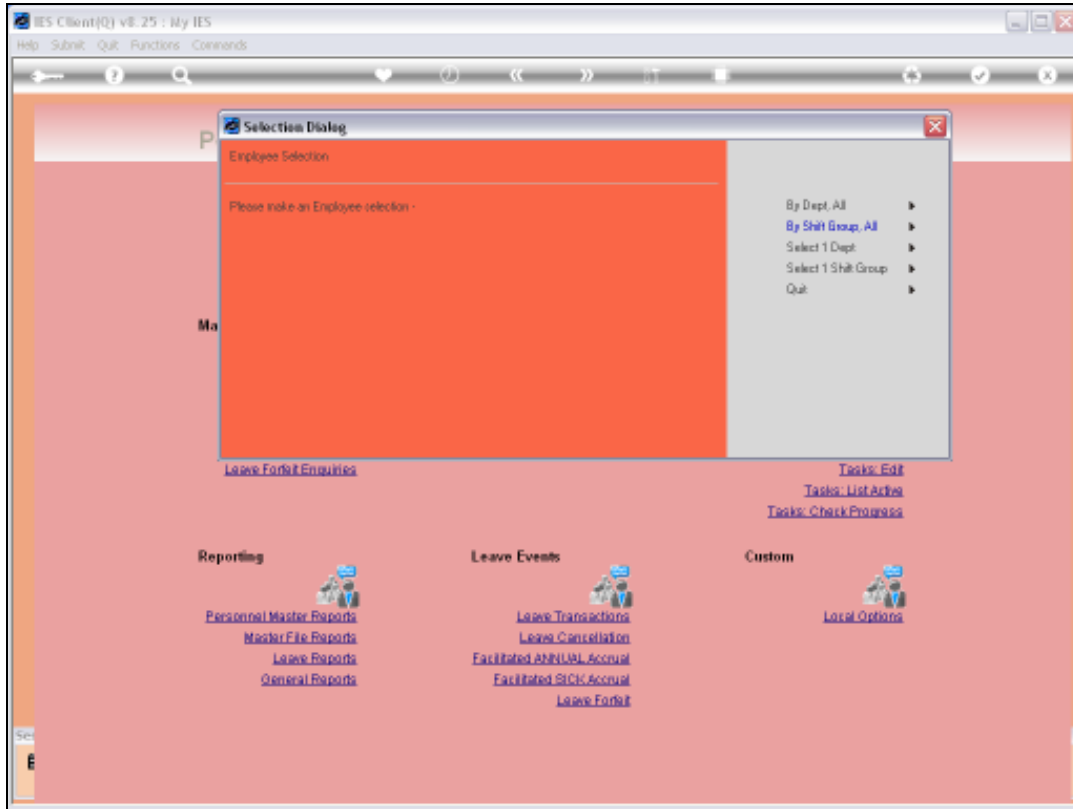 IES Client(Q) v8.25 : My IES
Help Submit Quit Functions Commands
Selection Dialog
Employee Selection
Please make an Employee selection -
By Dept, All
By Shift Group, All
Select 1 Dept
Select 1 Shift Group
Quit
P
Ma
Leave Forfeit Enquiries
Tasks: Edit
Tasks: List Active
Tasks: Check Progress
Reporting
Leave Events
Custom
Personnel Master Reports
Master File Reports
Leave Reports
General Reports
Leave Transactions
Leave Cancellation
Facilitated ANNUAL Accrual
Facilitated SICK Accrual
Leave Forfeit
Local Options
Se